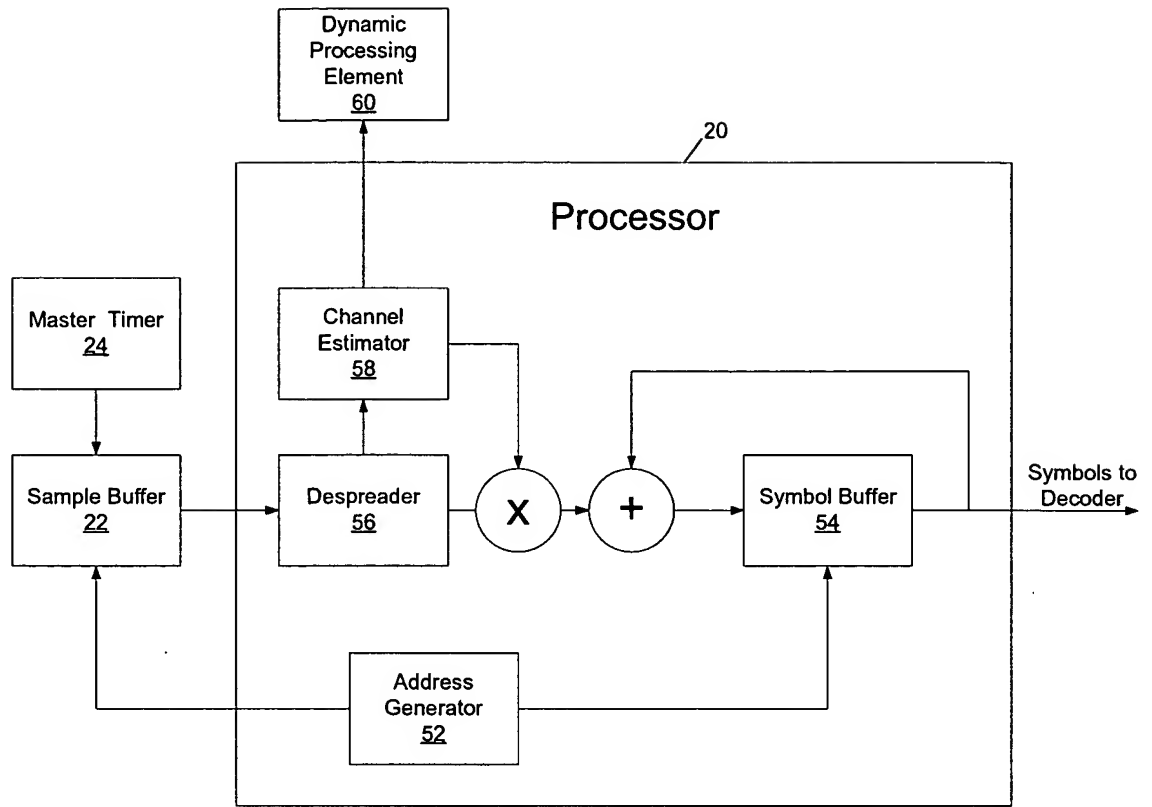 Dynamic
Processing
Element
60
20
Processor
Master Timer
24
Channel
Estimator
58
Sample Buffer
22
Despreader
56
X
+
Symbol Buffer
54
Symbols to
Decoder
Address
Generator
52